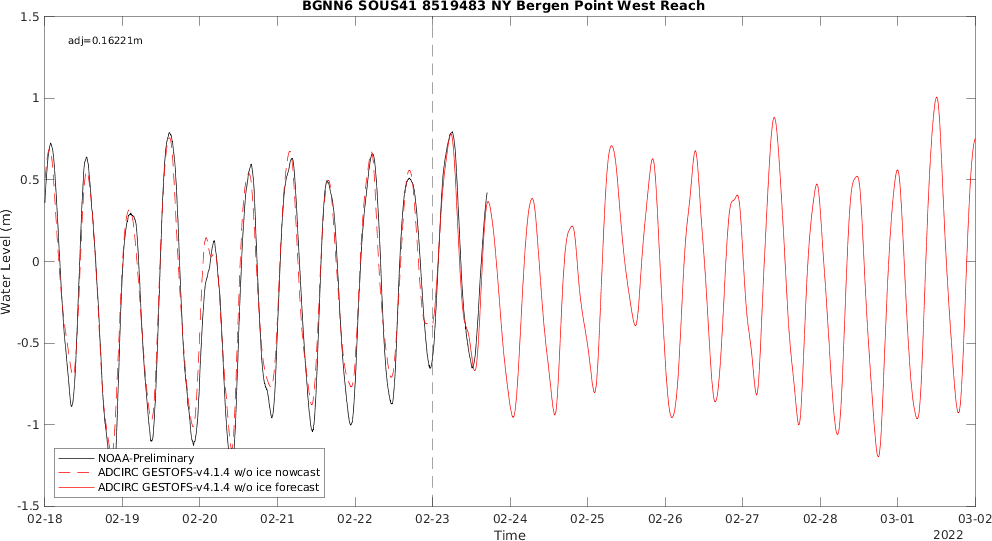 BGNN6 SOUS41 8519483 NY Bergen Point West Reach
1.5
adj=0.16221m
1
0.5
0
-0.5
-1
-1.5
Water Level (m)
NOAA-Preliminary
ADCIRC GESTOFS-v4.1.4 w/o ice nowcast
ADCIRC GESTOFS-v4.1.4 w/o ice forecast
02-18 02-19 02-20 02-21 02-22 02-23 02-24 02-25 02-26 02-27 02-28 03-01 03-02
Time
2022